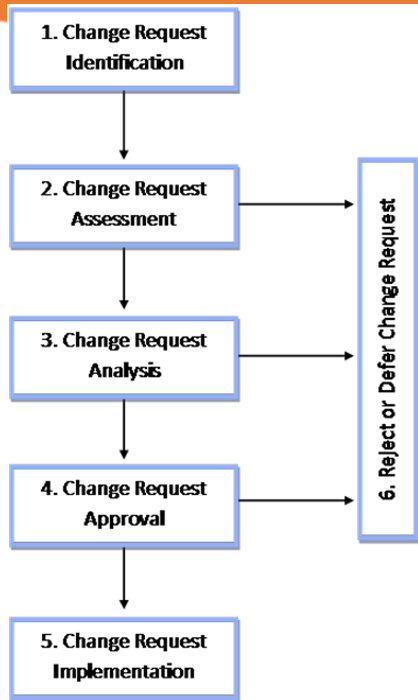 1. Change Request
Identification
2. Change Request
Assessment
3. Change Request
Analysis
4. Change Request
Approval
5. Change Request
Implementation
6. Reject or Defer Change Request